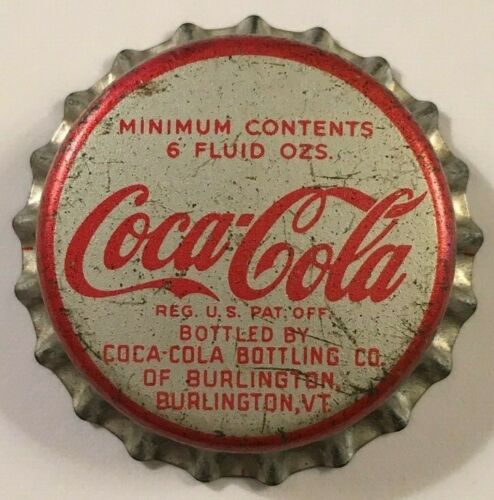 MINIMUM CONTENTS
6 FLUID OZS.
Coca-Cola
REG. U.S. PAT. OFF.
BOTTLED BY
COCA-COLA BOTTLING CO.
OF BURLINGTON,
BURLINGTON, VT.